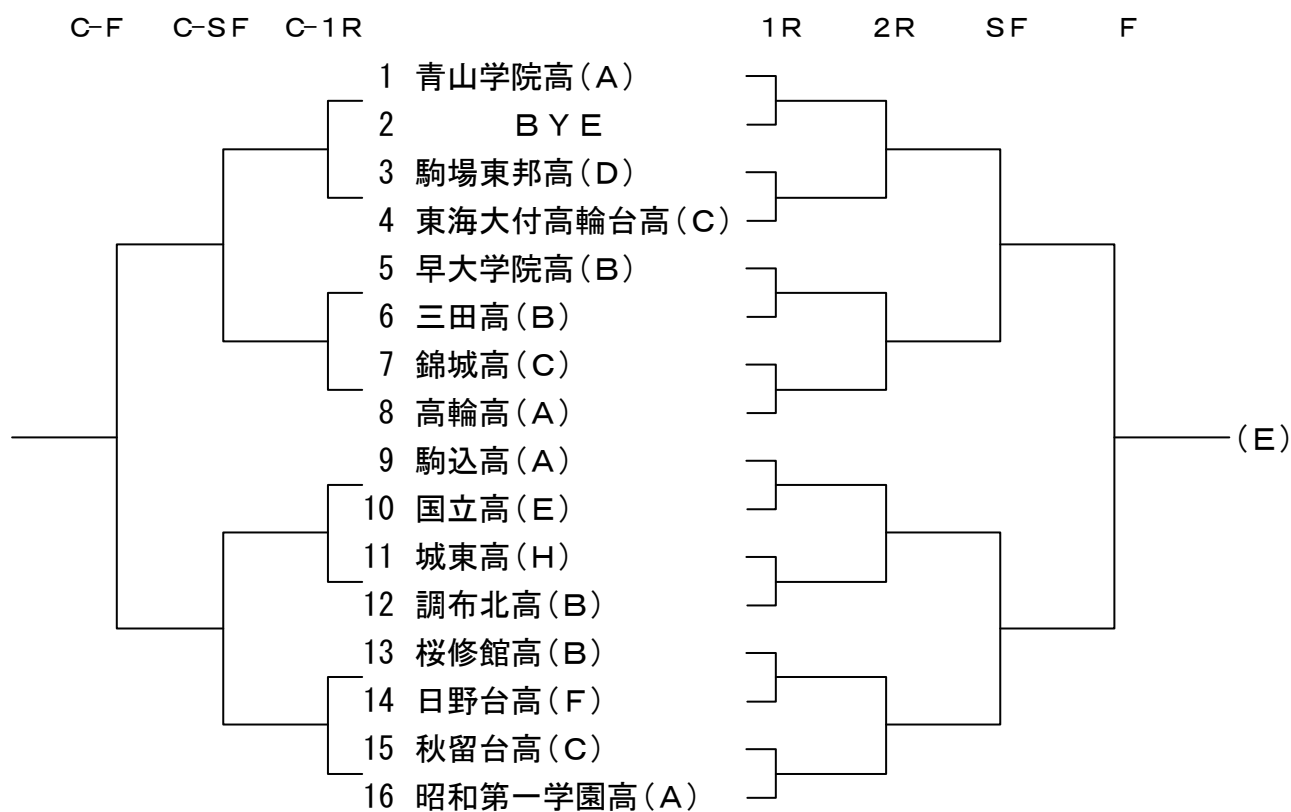 C-F C-SF C-1R 1R 2R SF F
1 青山学院高(A)
2 BYE
3 駒場東邦高(D)
4 東海大付高輪台高(C)
5 早大学院高(B)
6 三田高(B)
7 錦城高(C)
8 高輪高(A)
(E)
9 駒込高(A)
10 国立高(E)
11 城東高(H)
12 調布北高(B)
13 桜修館高(B)
14 日野台高(F)
15 秋留台高(C)
16 昭和第一学園高(A)